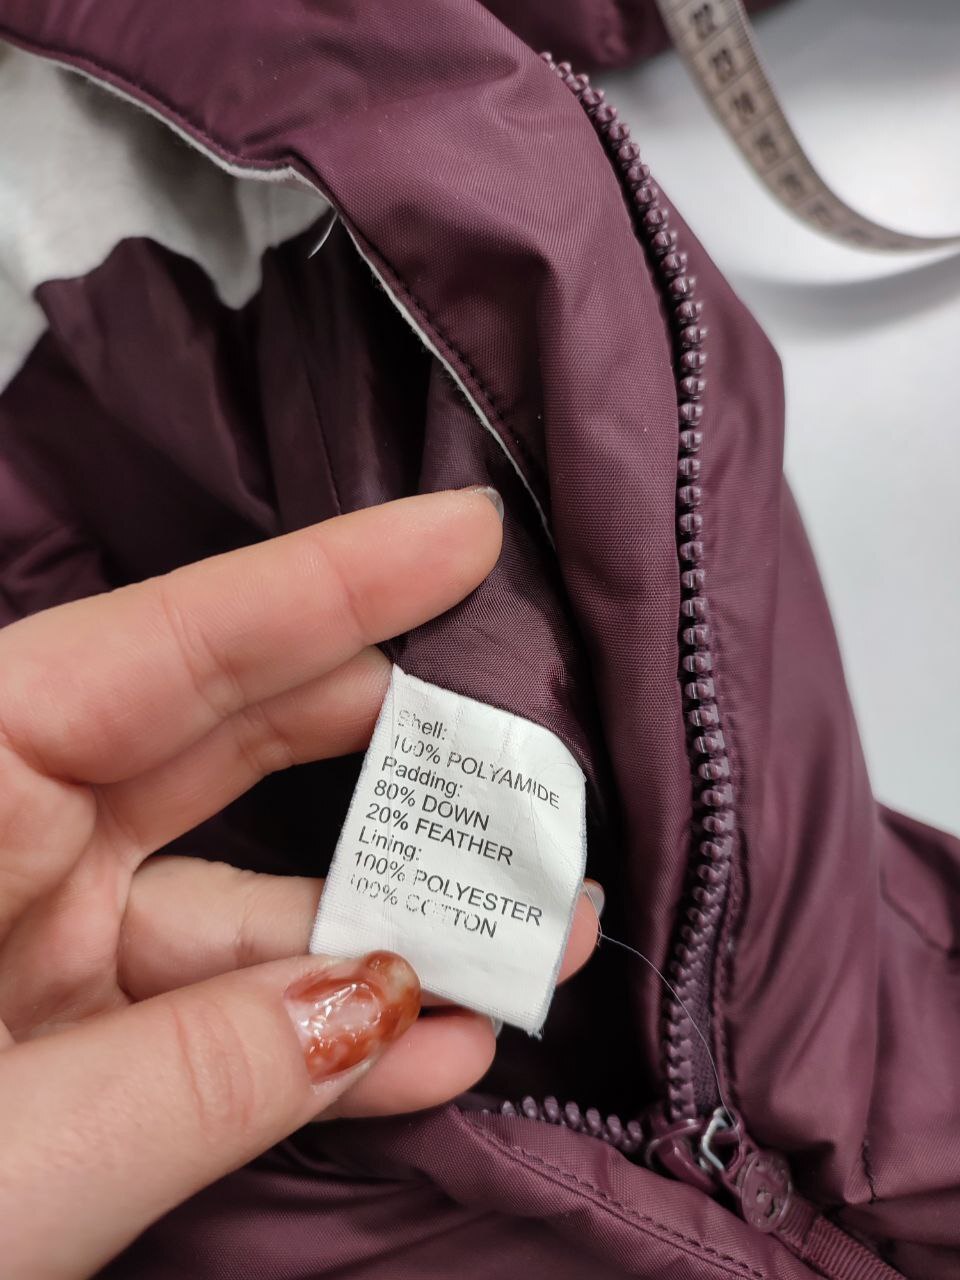 Shell:
100% POLYAMIDE
Padding:
80% DOWN
20% FEATHER
Lining:
100% POLYESTER
100% COTTON